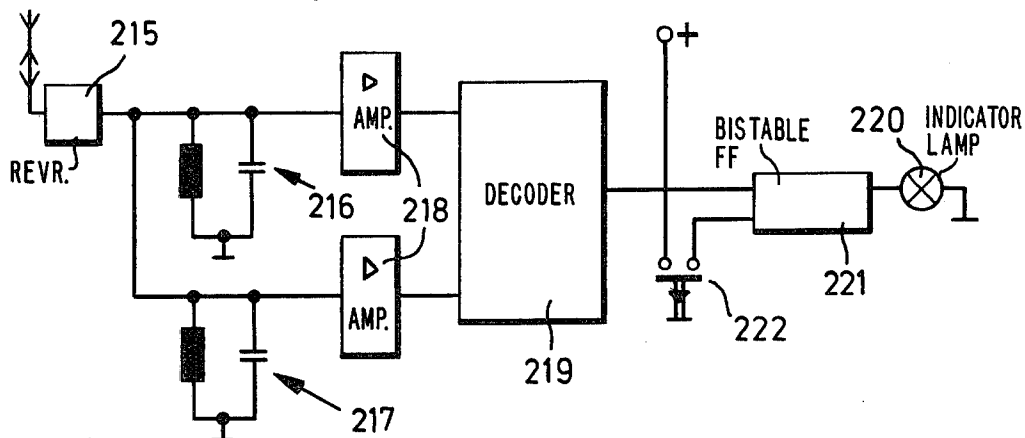 215
REVR.
216
AMP.
218
AMP.
217
DECODER
219
+
BISTABLE
FF
220
INDICATOR
LAMP
221
222